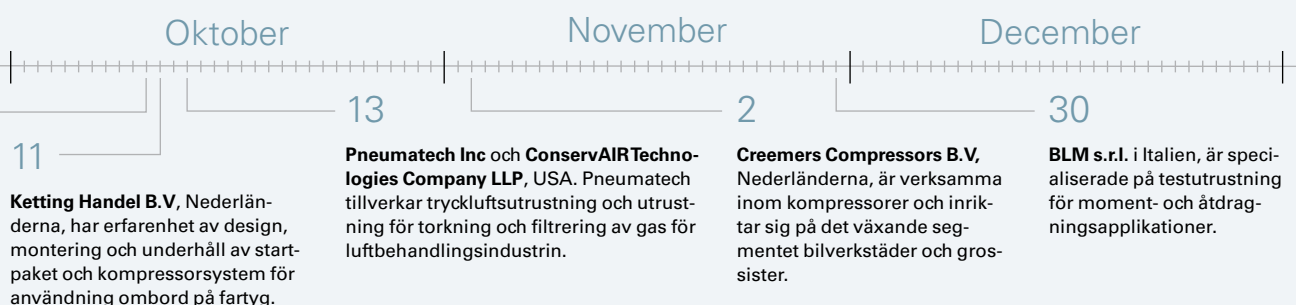 Oktober
November
December
11
Ketting Handel B.V, Nederlän-
derna, har erfarenhet av design,
montering och underhåll av start-
paket och kompressorsystem för
användning ombord på fartyg.
13
Pneumatech Inc och ConservAIR Techno-
logies Company LLP, USA. Pneumatech
tillverkar tryckluftsutrustning och utrust-
ning för torkning och filtrering av gas för
luftbehandlingsindustrin.
2
Creemers Compressors B.V,
Nederländerna, är verksamma
inom kompressorer och inrik-
tar sig på det växande seg-
mentet bilverkstäder och gros-
sister.
30
BLM s.r.l. i Italien, är speci-
aliserade på testutrustning
för moment- och åtdrag-
ningsapplikationer.